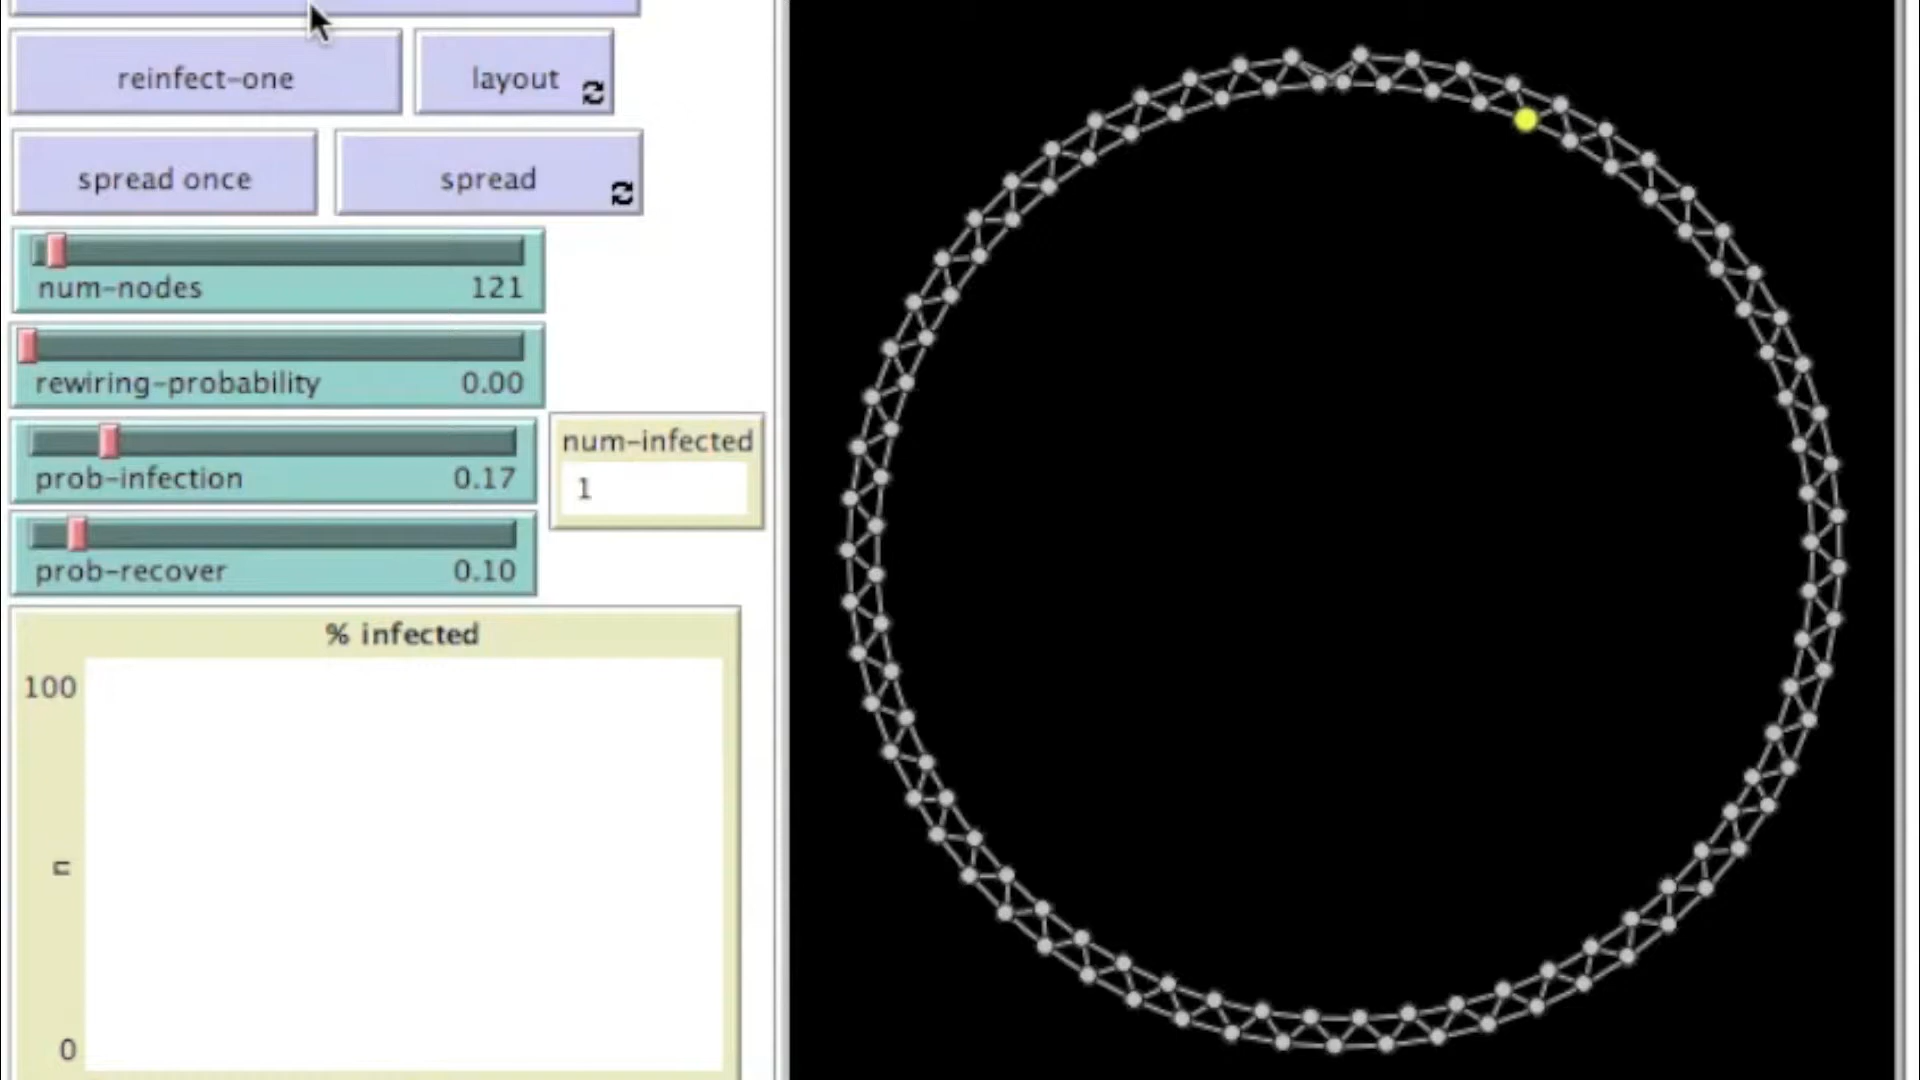 reinfect-one
layout
spread once
spread
num-nodes 121
rewiring-probability 0.00
prob-infection 0.17
num-infected
1
prob-recover 0.10
% infected
100
n
0